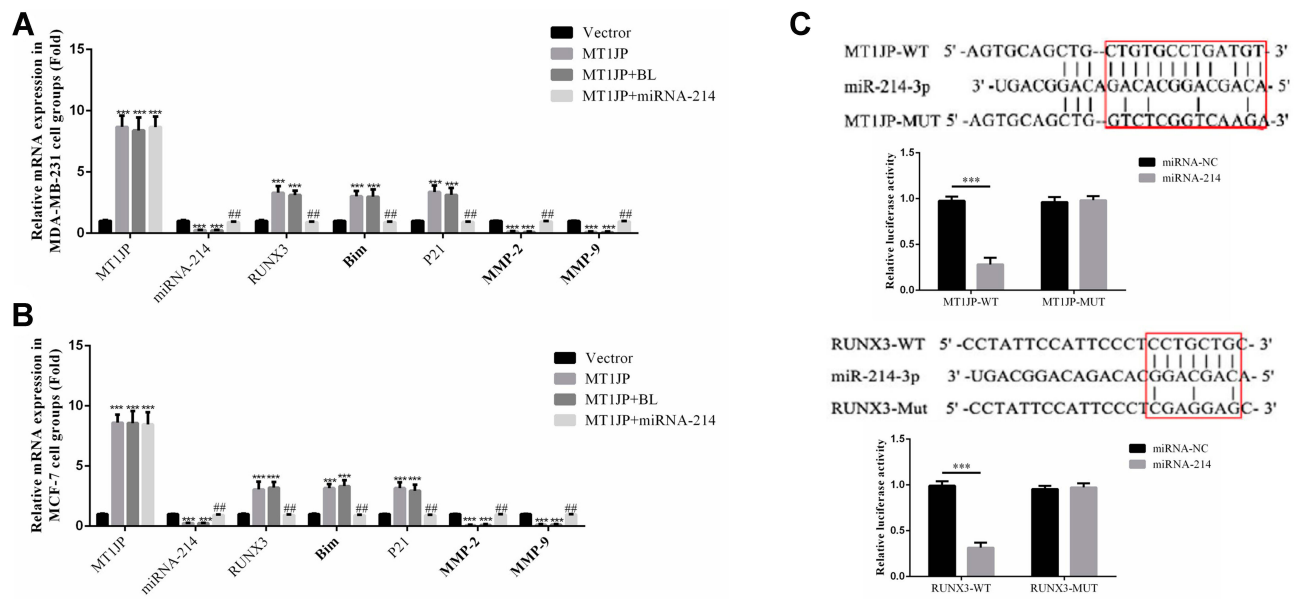 A
Relative mRNA expression in
MDA-MB-231 cell groups (Fold)
15
10
5
0
Vectror
MT1JP
MT1JP+BL
MT1JP+miRNA-214
*** *** ***
*** *** ##
*** *** ##
*** *** ##
*** *** ##
*** *** ##
*** *** ##
MT1JP
miRNA-214
RUNX3
Bim
P21
MMP-2
MMP-9
B
Relative mRNA expression in
MCF-7 cell groups (Fold)
15
10
5
0
Vectror
MT1JP
MT1JP+BL
MT1JP+miRNA-214
*** *** ***
*** *** ##
*** *** ##
*** *** ##
*** *** ##
*** *** ##
*** *** ##
MT1JP
miRNA-214
RUNX3
Bim
P21
MMP-2
MMP-9
C
MT1JP-WT 5' -AGTGCAGCTG--CTGTGCCTGATGT- 3'
miR-214-3p 3' -UGACGGACAGACACGGACGACA- 5'
MT1JP-MUT 5' -AGTGCAGCTG--GTCTCGGTCAAGA-3'
Relative luciferase activity
1.5
1.0
0.5
0.0
***
miRNA-NC
miRNA-214
MT1JP-WT
MT1JP-MUT
RUNX3-WT 5' -CCTATTCCATTCCCTCCTGCTGC- 3'
miR-214-3p 3' -UGACGGACAGACACGGACGACA- 5'
RUNX3-Mut 5' -CCTATTCCATTCCCTCGAGGAGC- 3'
Relative luciferase activity
1.5
1.0
0.5
0.0
***
miRNA-NC
miRNA-214
RUNX3-WT
RUNX3-MUT